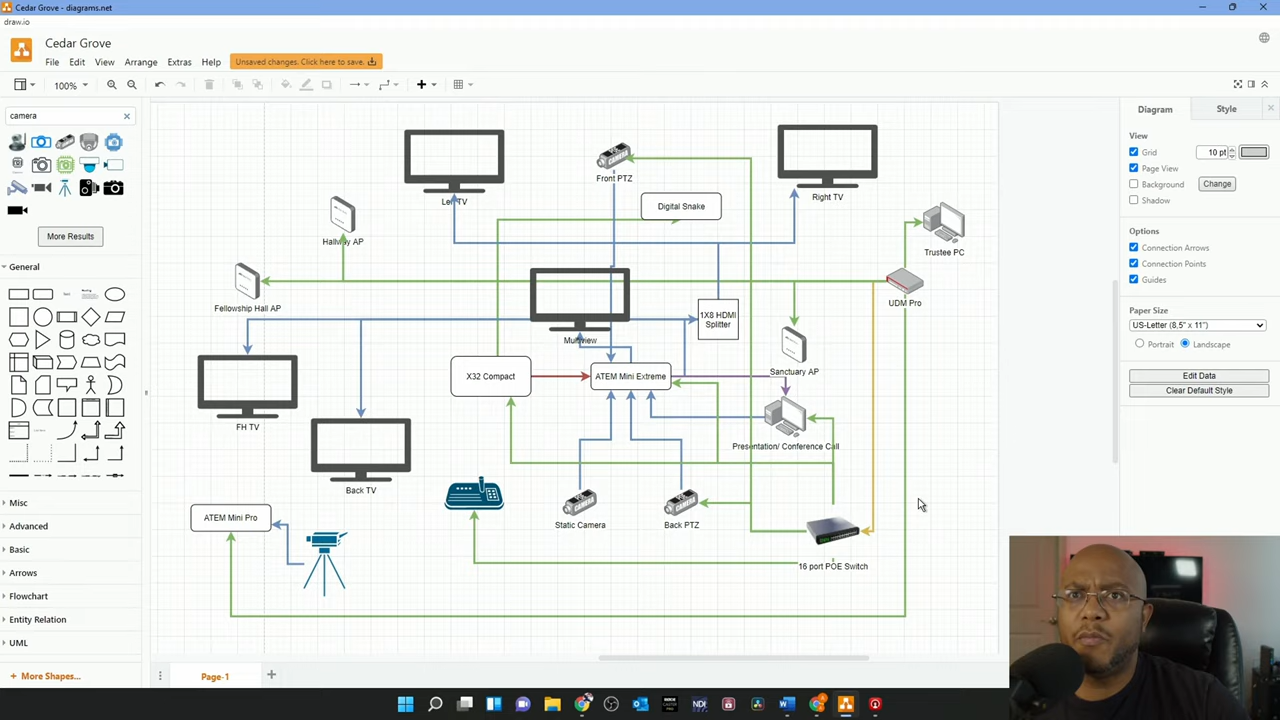 Cedar Grove - diagrams.net
draw.io
Cedar Grove
File Edit View Arrange Extras Help
Unsaved changes. Click here to save.
100%
camera
More Results
General
Misc
Advanced
Basic
Arrows
Flowchart
Entity Relation
UML
+ More Shapes...
Page-1
Left TV
CAMERA
Front PTZ
Right TV
Digital Snake
Hallway AP
Trustee PC
Fellowship Hall AP
UDM Pro
1X8 HDMI
Splitter
Multiview
Sanctuary AP
X32 Compact
ATEM Mini Extreme
FH TV
Presentation/ Conference Call
Back TV
ATEM Mini Pro
CAMERA
Static Camera
CAMERA
Back PTZ
16 port POE Switch
Diagram
Style
View
Grid
10 pt
Page View
Background
Change
Shadow
Options
Connection Arrows
Connection Points
Guides
Paper Size
US-Letter (8,5" x 11")
Portrait
Landscape
Edit Data
Clear Default Style
NDI